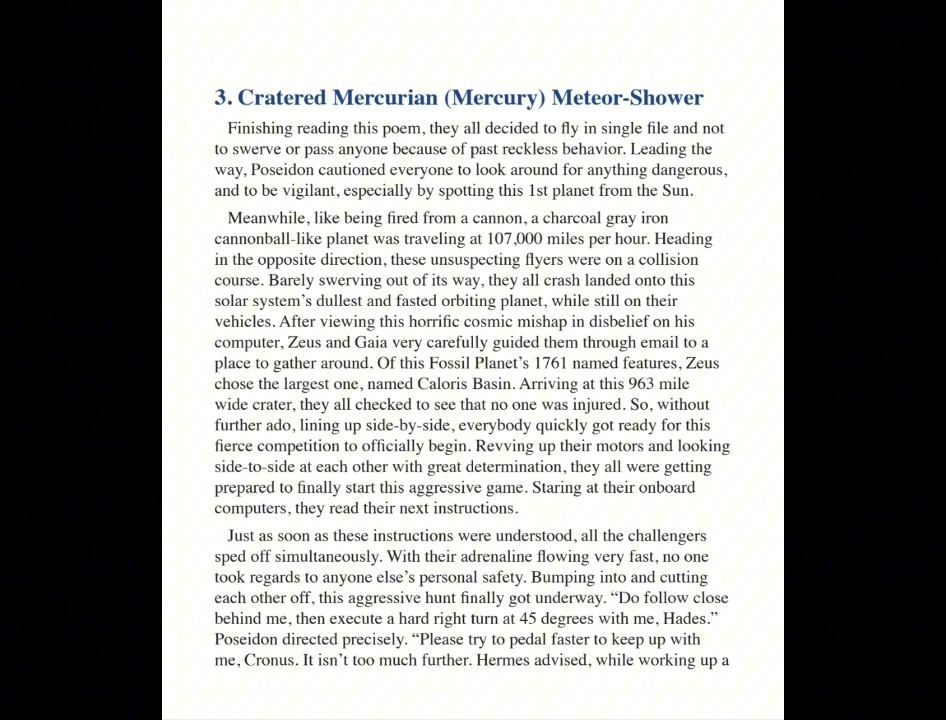 3. Cratered Mercurian (Mercury) Meteor-Shower
Finishing reading this poem, they all decided to fly in single file and not
to swerve or pass anyone because of past reckless behavior. Leading the
way, Poseidon cautioned everyone to look around for anything dangerous,
and to be vigilant, especially by spotting this 1st planet from the Sun.
Meanwhile, like being fired from a cannon, a charcoal gray iron
cannonball-like planet was traveling at 107,000 miles per hour. Heading
in the opposite direction, these unsuspecting flyers were on a collision
course. Barely swerving out of its way, they all crash landed onto this
solar system’s dullest and fasted orbiting planet, while still on their
vehicles. After viewing this horrific cosmic mishap in disbelief on his
computer, Zeus and Gaia very carefully guided them through email to a
place to gather around. Of this Fossil Planet’s 1761 named features, Zeus
chose the largest one, named Caloris Basin. Arriving at this 963 mile
wide crater, they all checked to see that no one was injured. So, without
further ado, lining up side-by-side, everybody quickly got ready for this
fierce competition to officially begin. Revving up their motors and looking
side-to-side at each other with great determination, they all were getting
prepared to finally start this aggressive game. Staring at their onboard
computers, they read their next instructions.
Just as soon as these instructions were understood, all the challengers
sped off simultaneously. With their adrenaline flowing very fast, no one
took regards to anyone else’s personal safety. Bumping into and cutting
each other off, this aggressive hunt finally got underway. “Do follow close
behind me, then execute a hard right turn at 45 degrees with me, Hades.”
Poseidon directed precisely. “Please try to pedal faster to keep up with
me, Cronus. It isn’t too much further. Hermes advised, while working up a